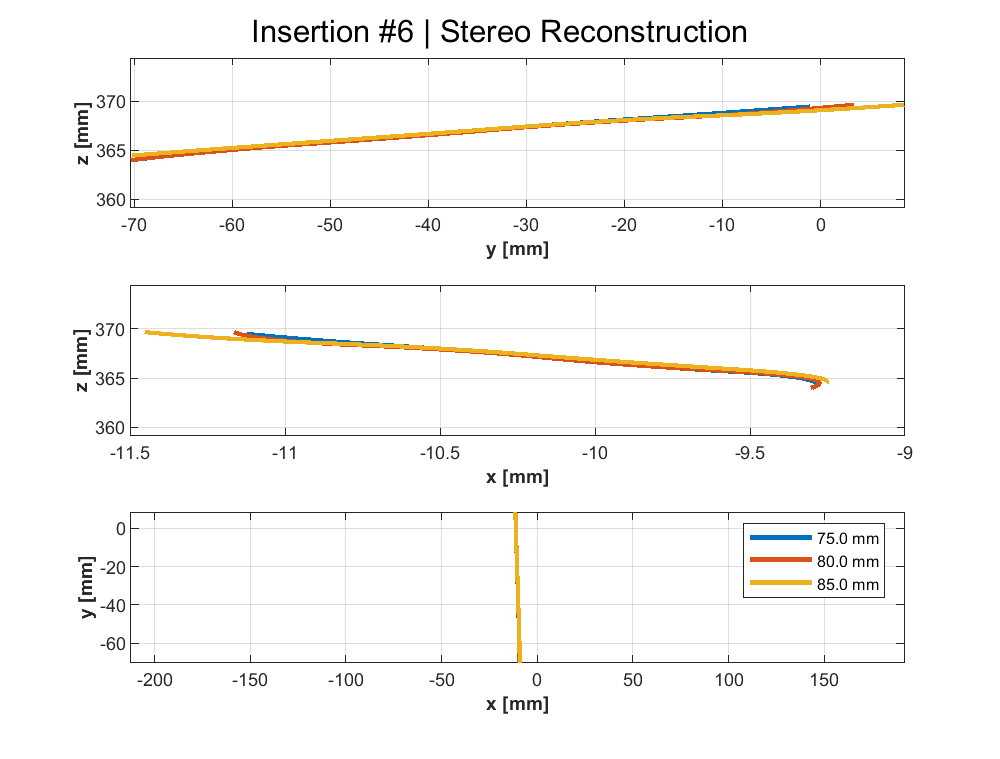 Insertion #6 | Stereo Reconstruction
370
365
360
z [mm]
-70 -60 -50 -40 -30 -20 -10 0
y [mm]
370
365
360
z [mm]
-11.5 -11 -10.5 -10 -9.5 -9
x [mm]
0
-20
-40
-60
y [mm]
75.0 mm
80.0 mm
85.0 mm
-200 -150 -100 -50 0 50 100 150
x [mm]